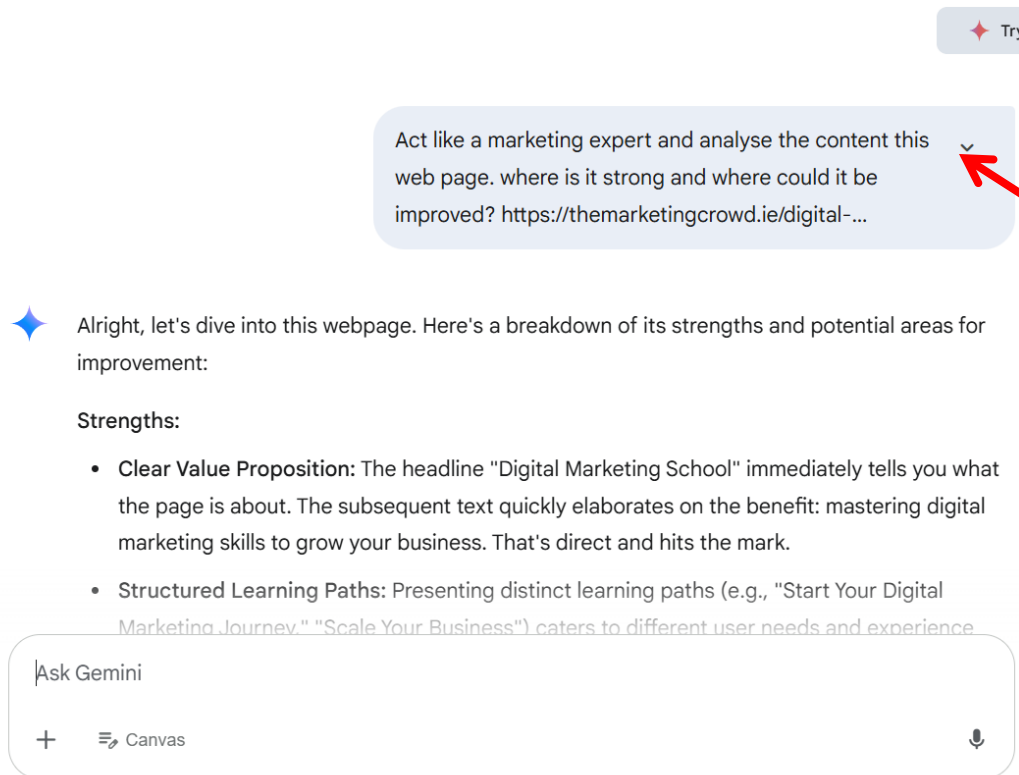 Try
Act like a marketing expert and analyse the content this
web page. where is it strong and where could it be
improved? https://themarketingcrowd.ie/digital-...
Alright, let's dive into this webpage. Here's a breakdown of its strengths and potential areas for
improvement:
Strengths:
• Clear Value Proposition: The headline "Digital Marketing School" immediately tells you what
the page is about. The subsequent text quickly elaborates on the benefit: mastering digital
marketing skills to grow your business. That's direct and hits the mark.
• Structured Learning Paths: Presenting distinct learning paths (e.g., "Start Your Digital
Marketing Journey," "Scale Your Business") caters to different user needs and experience
Ask Gemini
Canvas